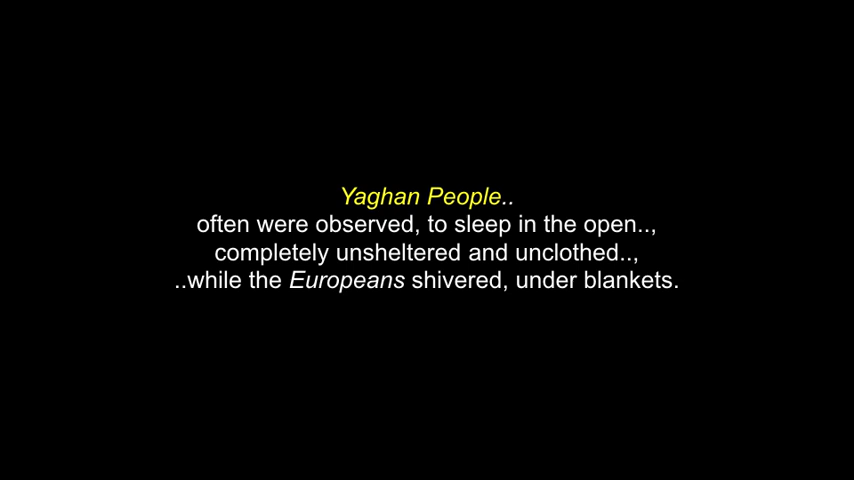 Yaghan People..
often were observed, to sleep in the open..,
completely unsheltered and unclothed..,
..while the Europeans shivered, under blankets.